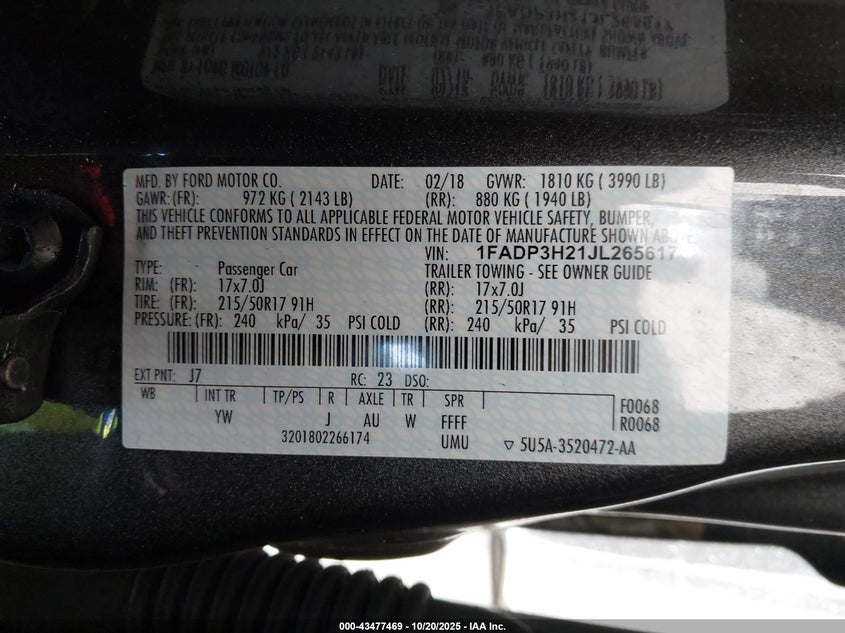 MFD. BY FORD MOTOR CO. DATE: 02/18 GVWR: 1810 KG ( 3990 LB)
GAWR: (FR): 972 KG ( 2143 LB) (RR): 880 KG ( 1940 LB)
THIS VEHICLE CONFORMS TO ALL APPLICABLE FEDERAL MOTOR VEHICLE SAFETY, BUMPER,
AND THEFT PREVENTION STANDARDS IN EFFECT ON THE DATE OF MANUFACTURE SHOWN ABOVE.
VIN: 1FADP3H21JL265617
TYPE: Passenger Car TRAILER TOWING - SEE OWNER GUIDE
RIM: (FR): 17x7.0J (RR): 17x7.0J
TIRE: (FR): 215/50R17 91H (RR): 215/50R17 91H
PRESSURE: (FR): 240 kPa/ 35 PSI COLD (RR): 240 kPa/ 35 PSI COLD
EXT PNT: J7 RC: 23 DSO:
WB INT TR TP/PS R AXLE TR SPR F0068
YW J AU W FFFF R0068
3201802266174 UMU ▽ 5U5A-3520472-AA
000-43477469 - 10/20/2025 - IAA Inc.